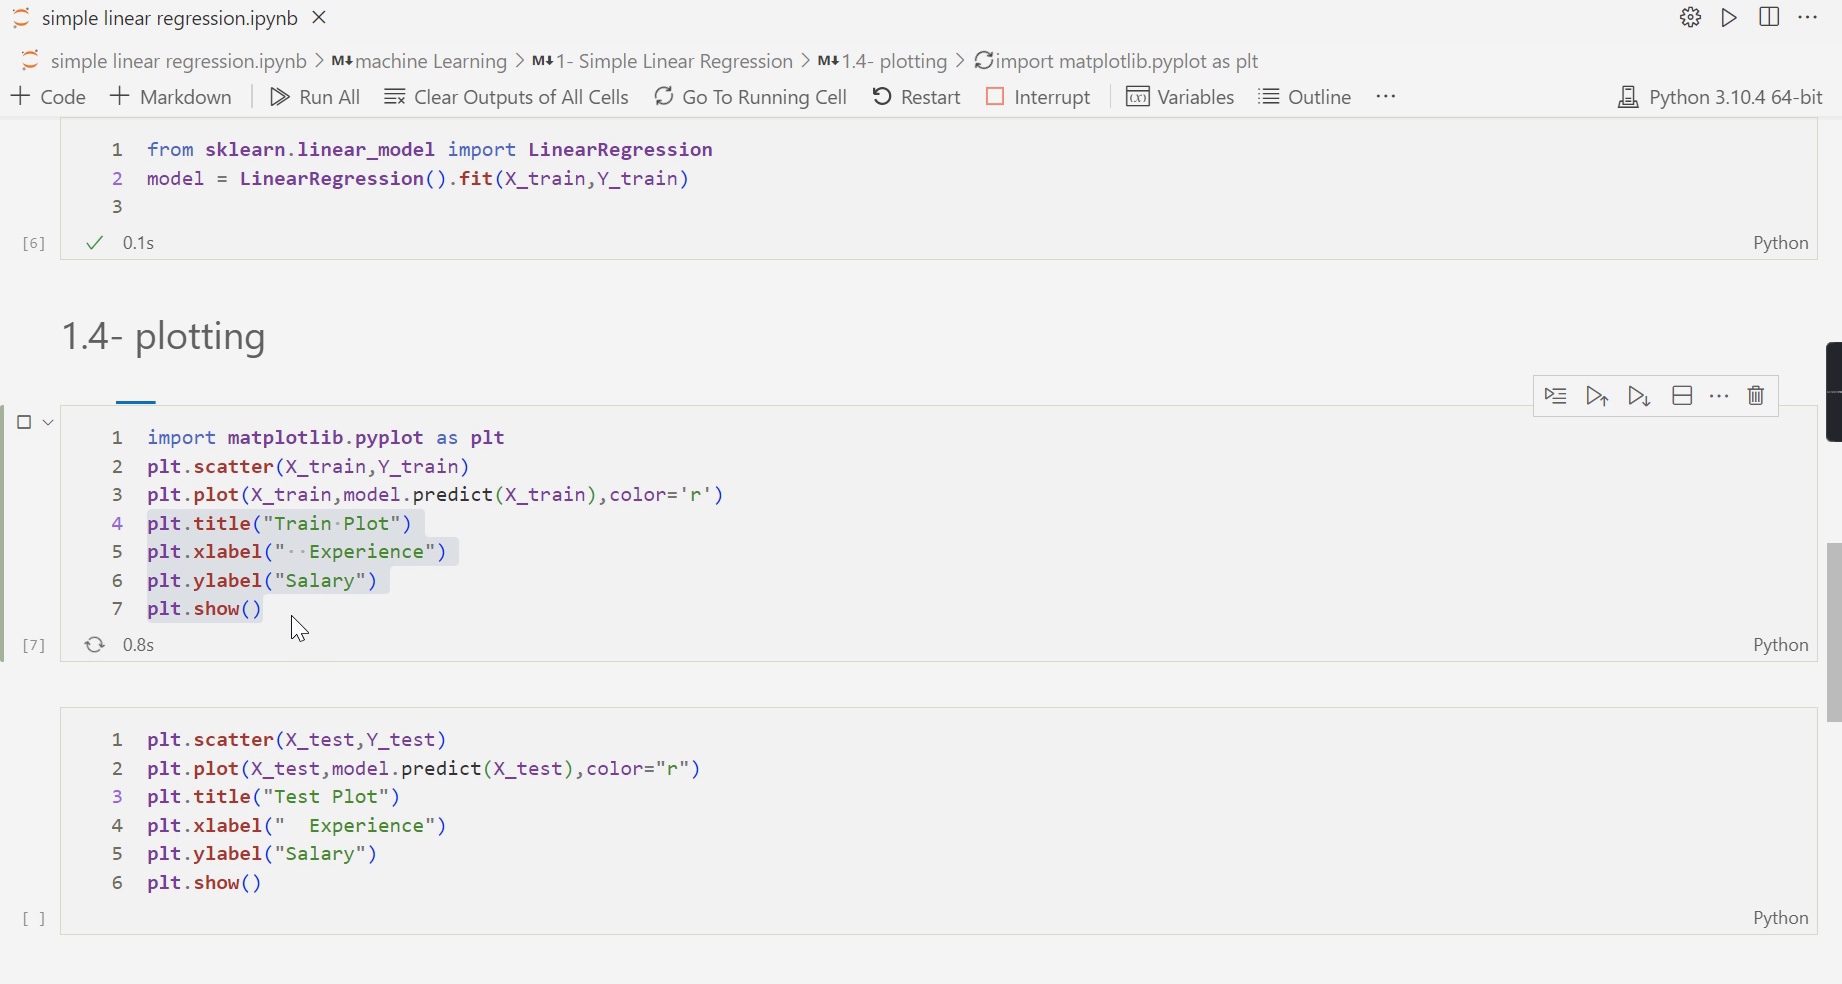 simple linear regression.ipynb
simple linear regression.ipynb > M↓ machine Learning > M↓ 1- Simple Linear Regression > M↓ 1.4- plotting > import matplotlib.pyplot as plt
+ Code + Markdown Run All Clear Outputs of All Cells Go To Running Cell Restart Interrupt Variables Outline ... Python 3.10.4 64-bit
1 from sklearn.linear_model import LinearRegression
2 model = LinearRegression().fit(X_train,Y_train)
3
[6] 0.1s Python
1.4- plotting
1 import matplotlib.pyplot as plt
2 plt.scatter(X_train,Y_train)
3 plt.plot(X_train,model.predict(X_train),color='r')
4 plt.title("Train·Plot")
5 plt.xlabel("··Experience")
6 plt.ylabel("Salary")
7 plt.show()
[7] 0.8s Python
1 plt.scatter(X_test,Y_test)
2 plt.plot(X_test,model.predict(X_test),color="r")
3 plt.title("Test Plot")
4 plt.xlabel("  Experience")
5 plt.ylabel("Salary")
6 plt.show()
[ ] Python